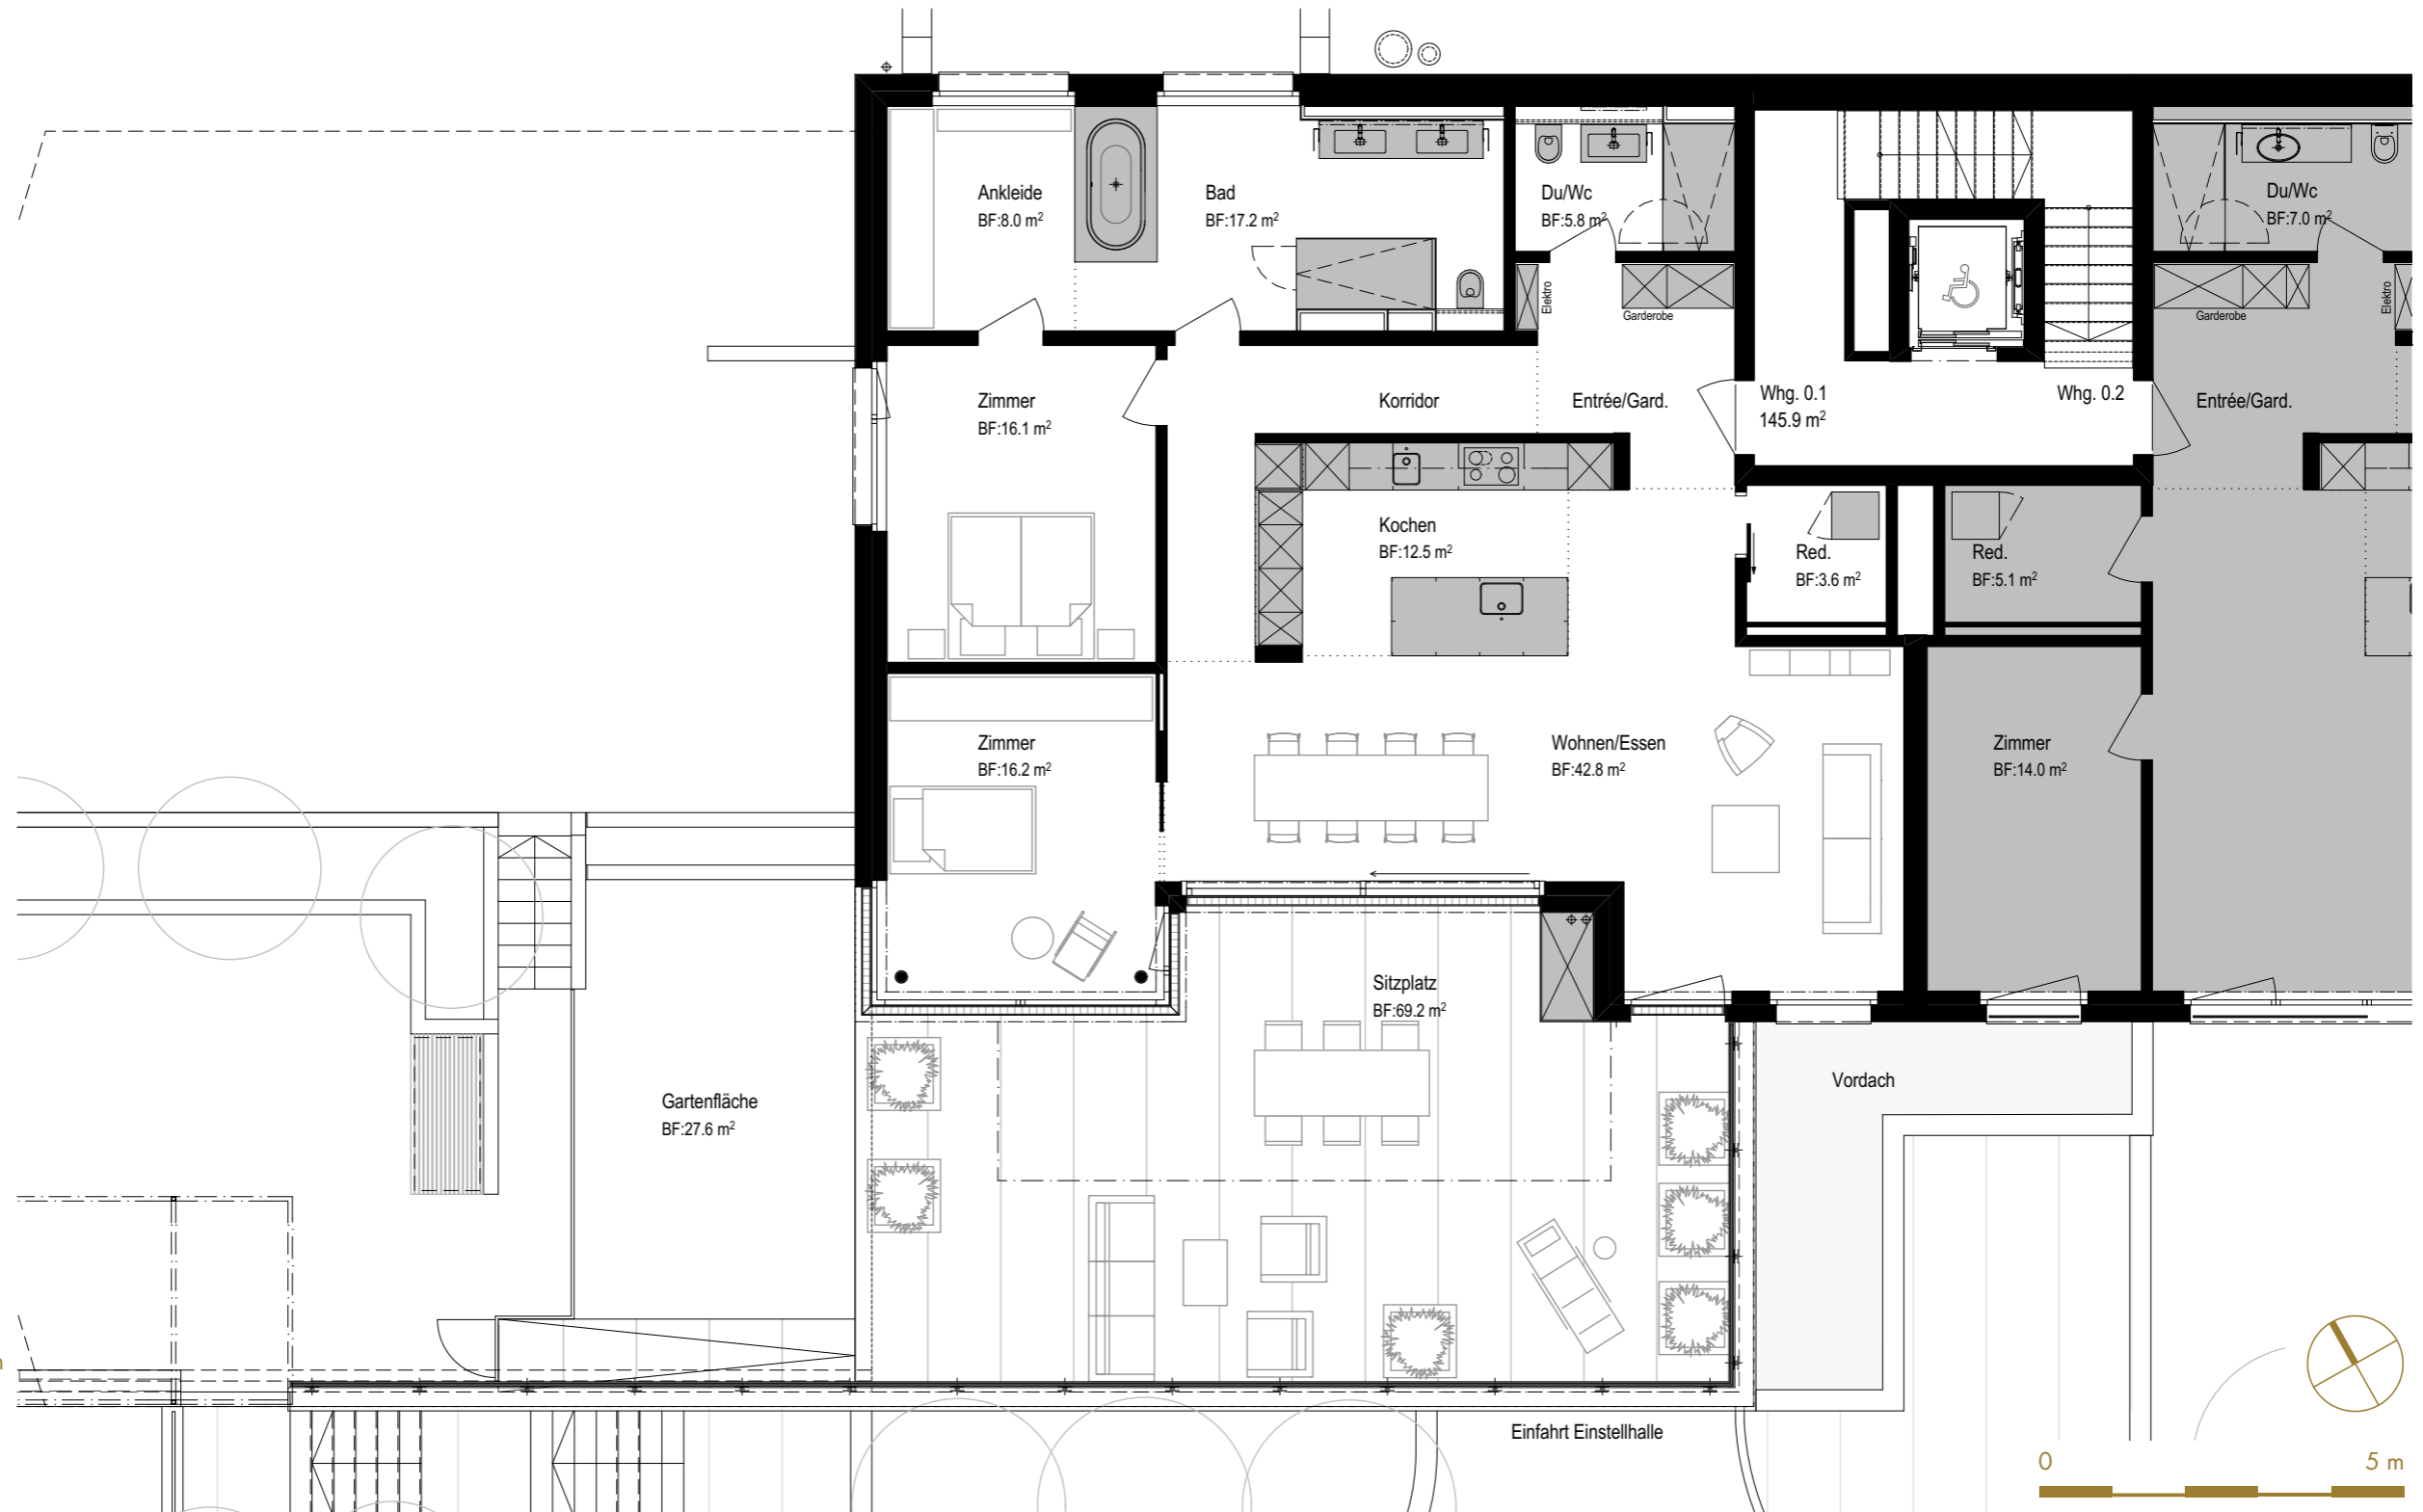 Ankleide
BF:8.0 m²
Bad
BF:17.2 m²
Du/Wc
BF:5.8 m²
Du/Wc
BF:7.0 m²
Elektro
Garderobe
Garderobe
Elektro
Zimmer
BF:16.1 m²
Korridor
Entrée/Gard.
Whg. 0.1
145.9 m²
Whg. 0.2
Entrée/Gard.
Kochen
BF:12.5 m²
Red.
BF:3.6 m²
Red.
BF:5.1 m²
Zimmer
BF:16.2 m²
Wohnen/Essen
BF:42.8 m²
Zimmer
BF:14.0 m²
Sitzplatz
BF:69.2 m²
Gartenfläche
BF:27.6 m²
Vordach
Einfahrt Einstellhalle
0 5 m